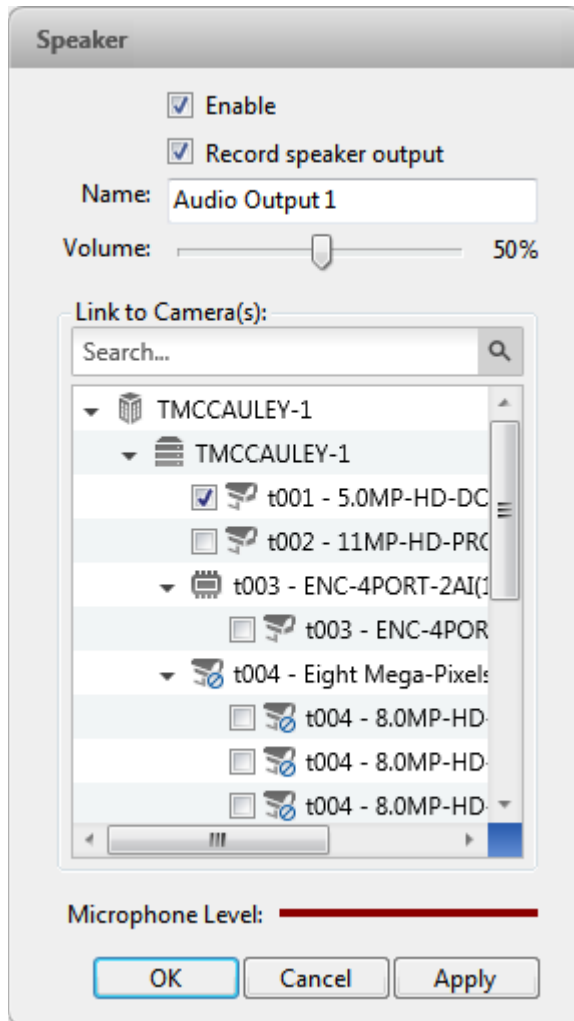 Speaker
Enable
Record speaker output
Name: Audio Output 1
Volume: 50%
Link to Camera(s):
Search...
TMCCAULEY-1
TMCCAULEY-1
t001 - 5.0MP-HD-DO
t002 - 11MP-HD-PRO
t003 - ENC-4PORT-2AI(1
t003 - ENC-4POR
t004 - Eight Mega-Pixels
t004 - 8.0MP-HD-
t004 - 8.0MP-HD-
t004 - 8.0MP-HD-
Microphone Level:
OK Cancel Apply